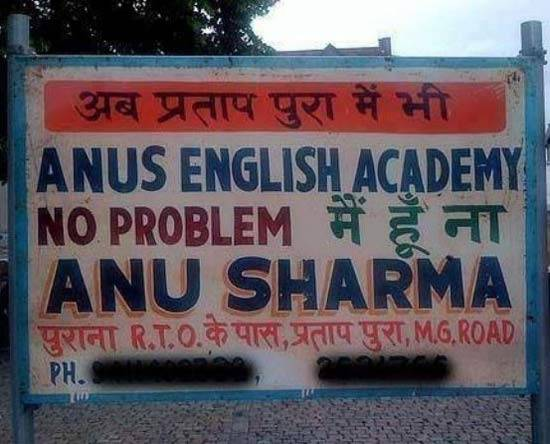 अब प्रताप पुरा में भी
ANUS ENGLISH ACADEMY
NO PROBLEM मैं हूँ ना
ANU SHARMA
पुराना R.T.O. के पास, प्रताप पुरा, M.G. ROAD
PH.